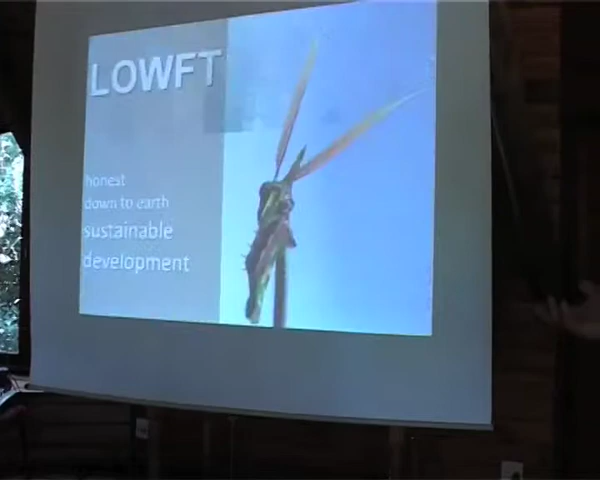 LOWFT
honest
down to earth
sustainable
development